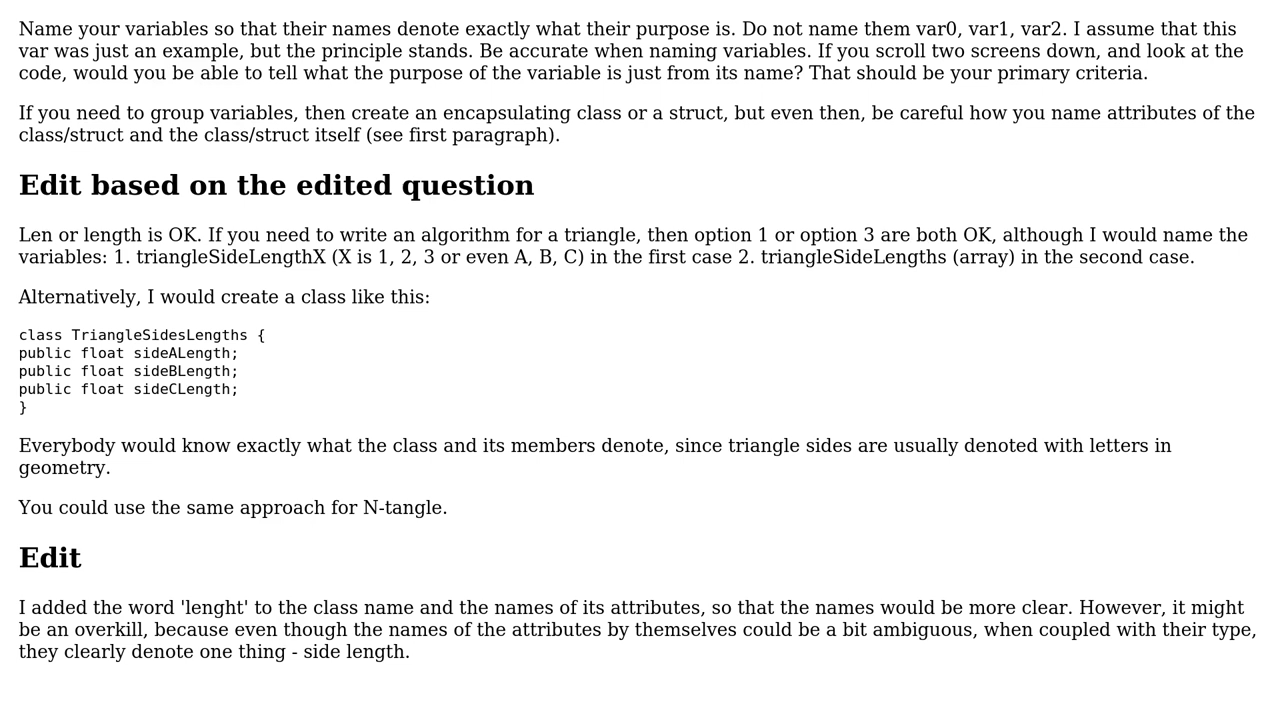 Name your variables so that their names denote exactly what their purpose is. Do not name them var0, var1, var2. I assume that this
var was just an example, but the principle stands. Be accurate when naming variables. If you scroll two screens down, and look at the
code, would you be able to tell what the purpose of the variable is just from its name? That should be your primary criteria.
If you need to group variables, then create an encapsulating class or a struct, but even then, be careful how you name attributes of the
class/struct and the class/struct itself (see first paragraph).
Edit based on the edited question
Len or length is OK. If you need to write an algorithm for a triangle, then option 1 or option 3 are both OK, although I would name the
variables: 1. triangleSideLengthX (X is 1, 2, 3 or even A, B, C) in the first case 2. triangleSideLengths (array) in the second case.
Alternatively, I would create a class like this:
class TriangleSidesLengths {
public float sideALength;
public float sideBLength;
public float sideCLength;
}
Everybody would know exactly what the class and its members denote, since triangle sides are usually denoted with letters in
geometry.
You could use the same approach for N-tangle.
Edit
I added the word 'lenght' to the class name and the names of its attributes, so that the names would be more clear. However, it might
be an overkill, because even though the names of the attributes by themselves could be a bit ambiguous, when coupled with their type,
they clearly denote one thing - side length.